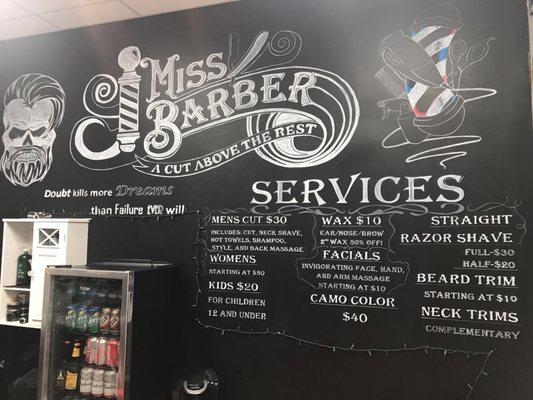 MISS
BARBER
A CUT ABOVE THE REST
Doubt kills more Dreams
than Failure EVER will
SERVICES
MENS CUT $30
INCLUDES: CUT, NECK SHAVE,
HOT TOWELS, SHAMPOO,
STYLE, AND BACK MASSAGE
WOMENS
STARTING AT $50
KIDS $20
FOR CHILDREN
12 AND UNDER
WAX $10
EAR/NOSE/BROW
2ND WAX 50% OFF!
FACIALS
INVIGORATING FACE, HAND,
AND ARM MASSAGE
STARTING AT $10
CAMO COLOR
$40
STRAIGHT
RAZOR SHAVE
FULL-$30
HALF-$20
BEARD TRIM
STARTING AT $10
NECK TRIMS
COMPLEMENTARY